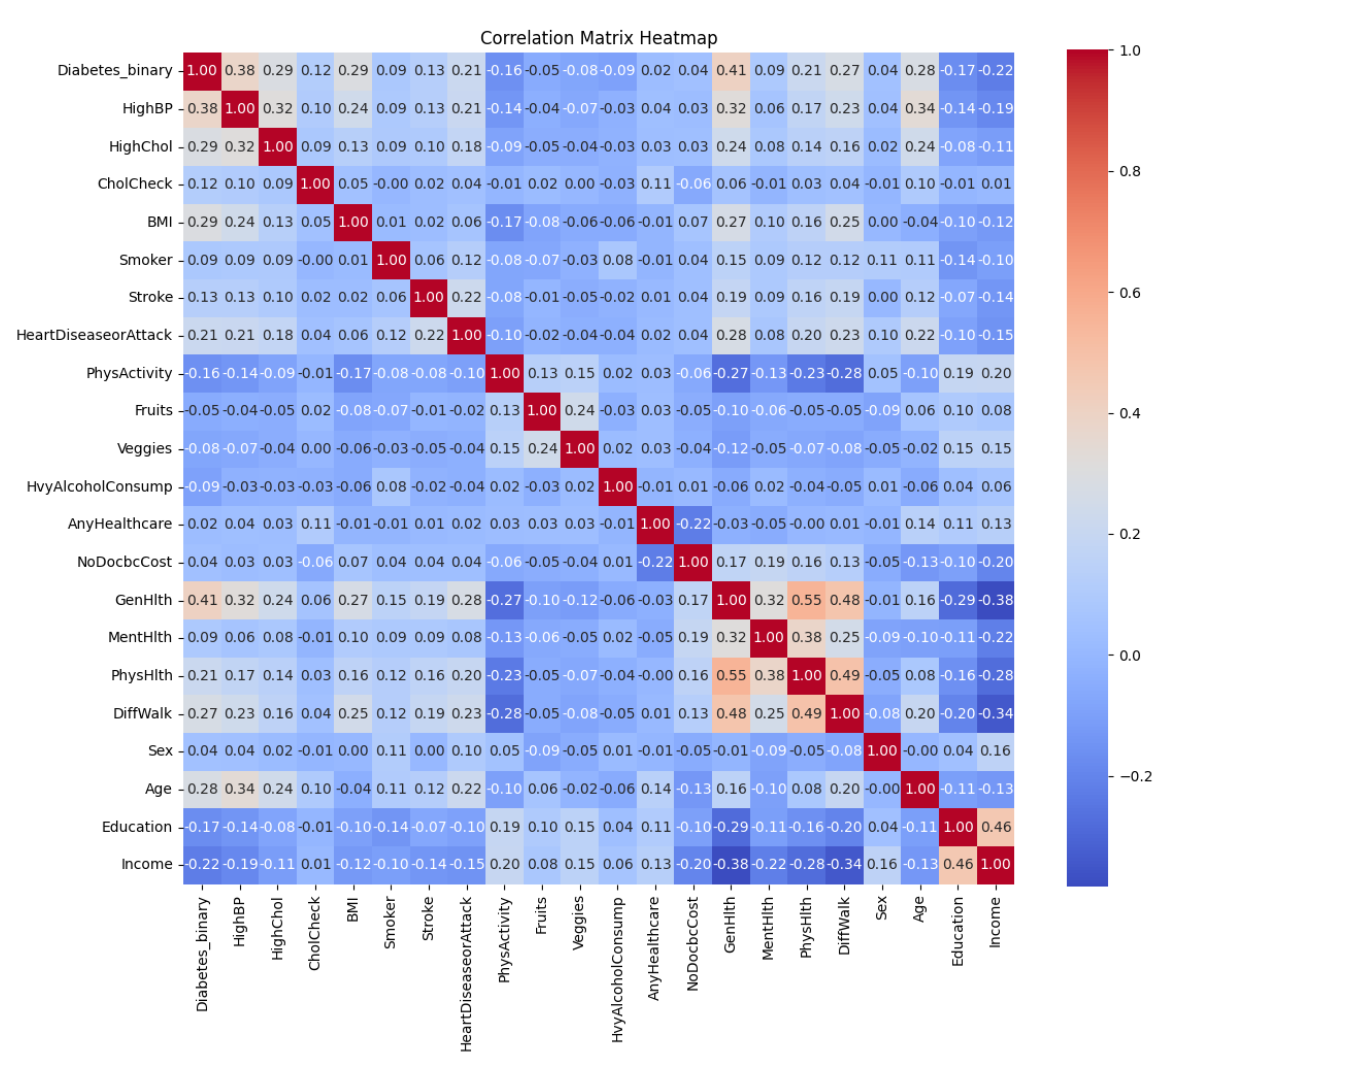 Correlation Matrix Heatmap
Diabetes_binary 1.00 0.38 0.29 0.12 0.29 0.09 0.13 0.21 -0.16 -0.05 -0.08 -0.09 0.02 0.04 0.41 0.09 0.21 0.27 0.04 0.28 -0.17 -0.22
HighBP 0.38 1.00 0.32 0.10 0.24 0.09 0.13 0.21 -0.14 -0.04 -0.07 -0.03 0.04 0.03 0.32 0.06 0.17 0.23 0.04 0.34 -0.14 -0.19
HighChol 0.29 0.32 1.00 0.09 0.13 0.09 0.10 0.18 -0.09 -0.05 -0.04 -0.03 0.03 0.03 0.24 0.08 0.14 0.16 0.02 0.24 -0.08 -0.11
CholCheck 0.12 0.10 0.09 1.00 0.05 -0.00 0.02 0.04 -0.01 0.02 0.00 -0.03 0.11 -0.06 0.06 -0.01 0.03 0.04 -0.01 0.10 -0.01 0.01
BMI 0.29 0.24 0.13 0.05 1.00 0.01 0.02 0.06 -0.17 -0.08 -0.06 -0.06 -0.01 0.07 0.27 0.10 0.16 0.25 0.00 -0.04 -0.10 -0.12
Smoker 0.09 0.09 0.09 -0.00 0.01 1.00 0.06 0.12 -0.08 -0.07 -0.03 0.08 -0.01 0.04 0.15 0.09 0.12 0.12 0.11 0.11 -0.14 -0.10
Stroke 0.13 0.13 0.10 0.02 0.02 0.06 1.00 0.22 -0.08 -0.01 -0.05 -0.02 0.01 0.04 0.19 0.09 0.16 0.19 0.00 0.12 -0.07 -0.14
HeartDiseaseorAttack 0.21 0.21 0.18 0.04 0.06 0.12 0.22 1.00 -0.10 -0.02 -0.04 -0.04 0.02 0.04 0.28 0.08 0.20 0.23 0.10 0.22 -0.10 -0.15
PhysActivity -0.16 -0.14 -0.09 -0.01 -0.17 -0.08 -0.08 -0.10 1.00 0.13 0.15 0.02 0.03 -0.06 -0.27 -0.13 -0.23 -0.28 0.05 -0.10 0.19 0.20
Fruits -0.05 -0.04 -0.05 0.02 -0.08 -0.07 -0.01 -0.02 0.13 1.00 0.24 -0.03 0.03 -0.05 -0.10 -0.06 -0.05 -0.05 -0.09 0.06 0.10 0.08
Veggies -0.08 -0.07 -0.04 0.00 -0.06 -0.03 -0.05 -0.04 0.15 0.24 1.00 0.02 0.03 -0.04 -0.12 -0.05 -0.07 -0.08 -0.05 -0.02 0.15 0.15
HvyAlcoholConsump -0.09 -0.03 -0.03 -0.03 -0.06 0.08 -0.02 -0.04 0.02 -0.03 0.02 1.00 -0.01 0.01 -0.06 0.02 -0.04 -0.05 0.01 -0.06 0.04 0.06
AnyHealthcare 0.02 0.04 0.03 0.11 -0.01 -0.01 0.01 0.02 0.03 0.03 0.03 -0.01 1.00 -0.22 -0.03 -0.05 -0.00 0.01 -0.01 0.14 0.11 0.13
NoDocbcCost 0.04 0.03 0.03 -0.06 0.07 0.04 0.04 0.04 -0.06 -0.05 -0.04 0.01 -0.22 1.00 0.17 0.19 0.16 0.13 -0.05 -0.13 -0.10 -0.20
GenHlth 0.41 0.32 0.24 0.06 0.27 0.15 0.19 0.28 -0.27 -0.10 -0.12 -0.06 -0.03 0.17 1.00 0.32 0.55 0.48 -0.01 0.16 -0.29 -0.38
MentHlth 0.09 0.06 0.08 -0.01 0.10 0.09 0.09 0.08 -0.13 -0.06 -0.05 0.02 -0.05 0.19 0.32 1.00 0.38 0.25 -0.09 -0.10 -0.11 -0.22
PhysHlth 0.21 0.17 0.14 0.03 0.16 0.12 0.16 0.20 -0.23 -0.05 -0.07 -0.04 -0.00 0.16 0.55 0.38 1.00 0.49 -0.05 0.08 -0.16 -0.28
DiffWalk 0.27 0.23 0.16 0.04 0.25 0.12 0.19 0.23 -0.28 -0.05 -0.08 -0.05 0.01 0.13 0.48 0.25 0.49 1.00 -0.08 0.20 -0.20 -0.34
Sex 0.04 0.04 0.02 -0.01 0.00 0.11 0.00 0.10 0.05 -0.09 -0.05 0.01 -0.01 -0.05 -0.01 -0.09 -0.05 -0.08 1.00 -0.00 0.04 0.16
Age 0.28 0.34 0.24 0.10 -0.04 0.11 0.12 0.22 -0.10 0.06 -0.02 -0.06 0.14 -0.13 0.16 -0.10 0.08 0.20 -0.00 1.00 -0.11 -0.13
Education -0.17 -0.14 -0.08 -0.01 -0.10 -0.14 -0.07 -0.10 0.19 0.10 0.15 0.04 0.11 -0.10 -0.29 -0.11 -0.16 -0.20 0.04 -0.11 1.00 0.46
Income -0.22 -0.19 -0.11 0.01 -0.12 -0.10 -0.14 -0.15 0.20 0.08 0.15 0.06 0.13 -0.20 -0.38 -0.22 -0.28 -0.34 0.16 -0.13 0.46 1.00
Diabetes_binary
HighBP
HighChol
CholCheck
BMI
Smoker
Stroke
HeartDiseaseorAttack
PhysActivity
Fruits
Veggies
HvyAlcoholConsump
AnyHealthcare
NoDocbcCost
GenHlth
MentHlth
PhysHlth
DiffWalk
Sex
Age
Education
Income
1.0
0.8
0.6
0.4
0.2
0.0
−0.2